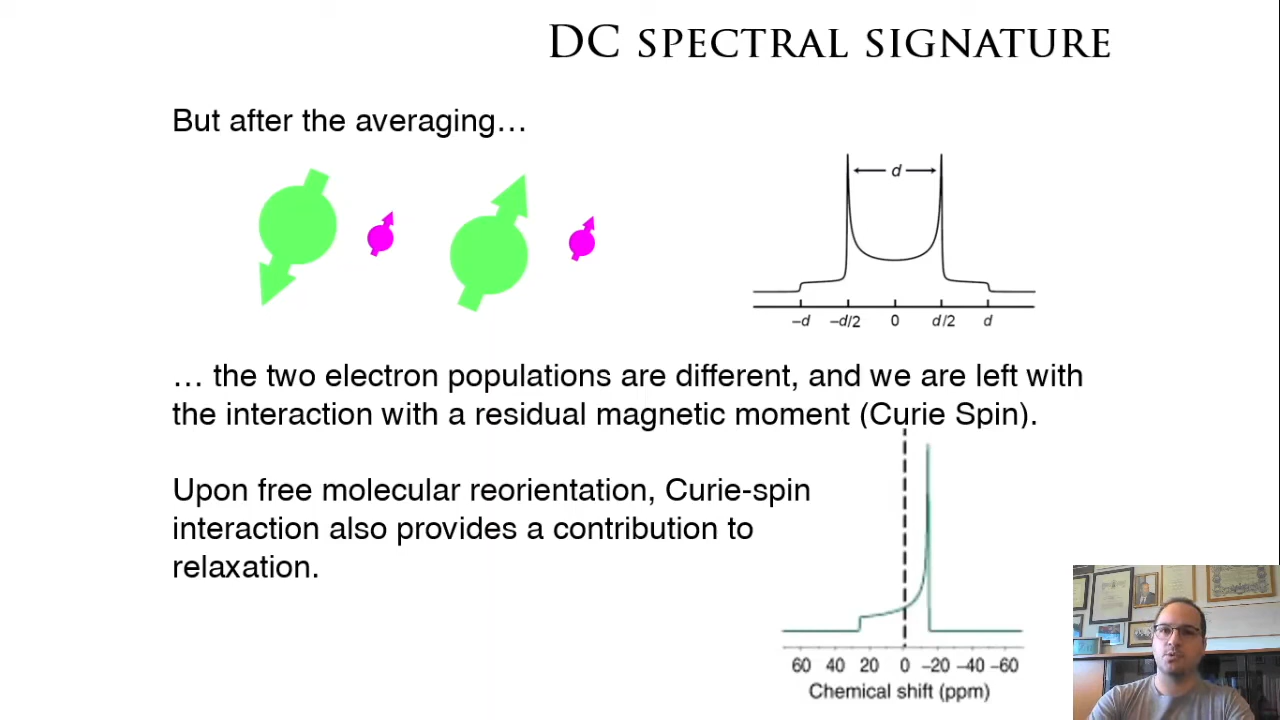 DC SPECTRAL SIGNATURE
But after the averaging…
d
–d –d/2 0 d/2 d
… the two electron populations are different, and we are left with
the interaction with a residual magnetic moment (Curie Spin).
Upon free molecular reorientation, Curie-spin
interaction also provides a contribution to
relaxation.
60 40 20 0 –20 –40 –60
Chemical shift (ppm)